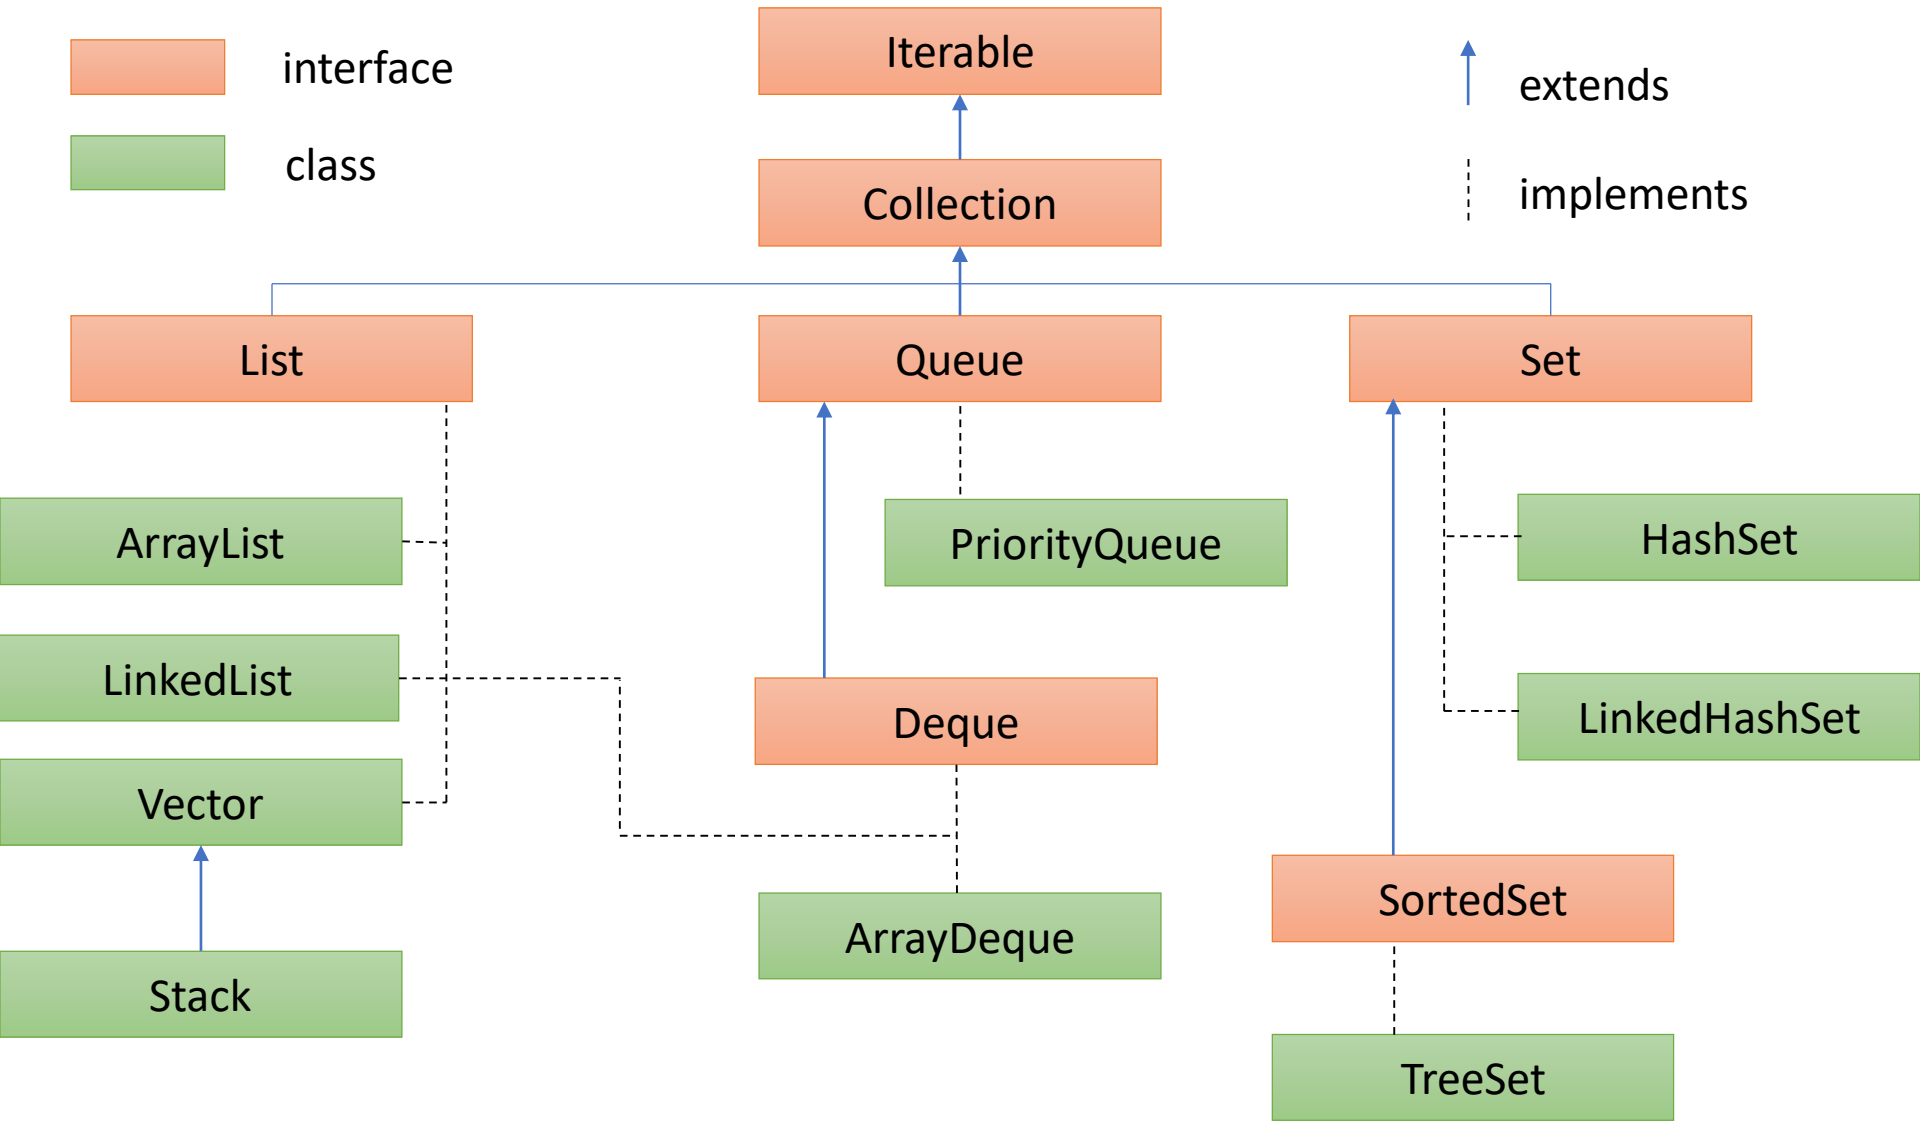 interface
class
Iterable
extends
implements
Collection
List
Queue
Set
ArrayList
PriorityQueue
HashSet
LinkedList
Deque
LinkedHashSet
Vector
Stack
ArrayDeque
SortedSet
TreeSet